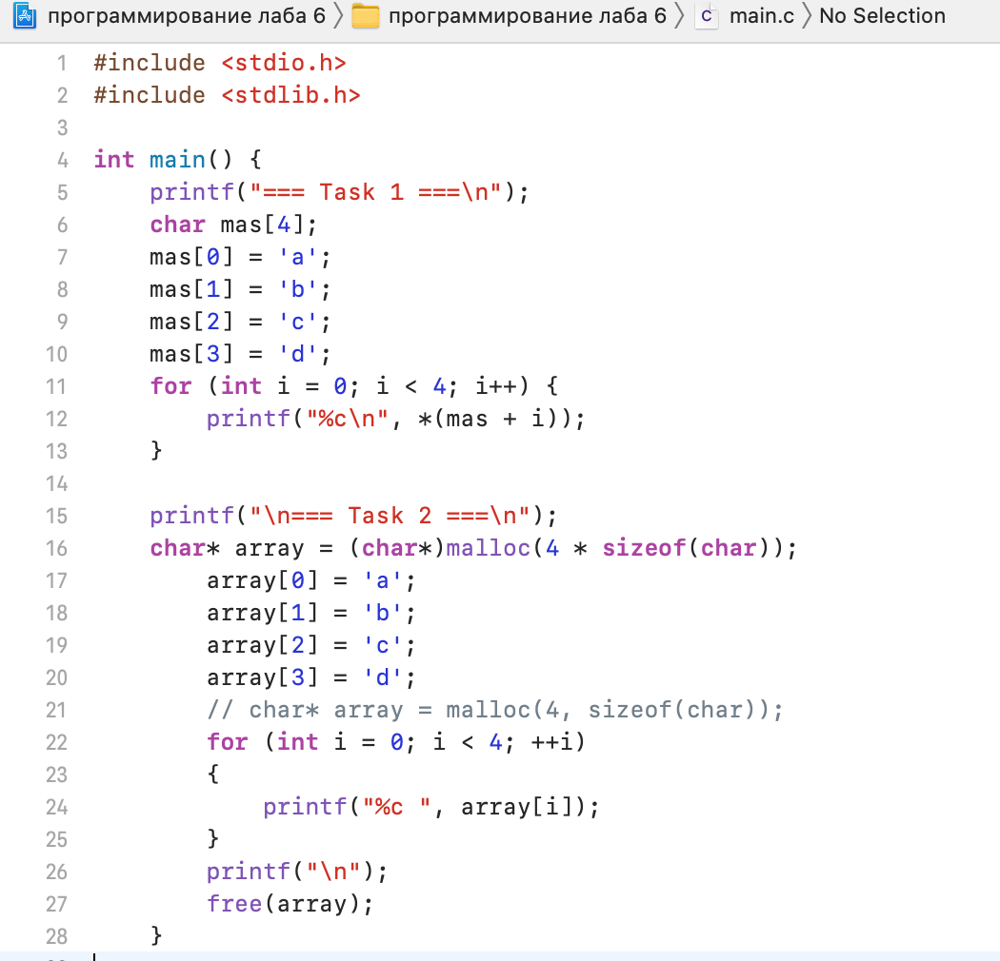 программирование лаба 6 〉 программирование лаба 6 〉 C main.c 〉 No Selection
1 #include <stdio.h>
2 #include <stdlib.h>
3
4 int main() {
5     printf("=== Task 1 ===\n");
6     char mas[4];
7     mas[0] = 'a';
8     mas[1] = 'b';
9     mas[2] = 'c';
10     mas[3] = 'd';
11     for (int i = 0; i < 4; i++) {
12         printf("%c\n", *(mas + i));
13     }
14
15     printf("\n=== Task 2 ===\n");
16     char* array = (char*)malloc(4 * sizeof(char));
17         array[0] = 'a';
18         array[1] = 'b';
19         array[2] = 'c';
20         array[3] = 'd';
21         // char* array = malloc(4, sizeof(char));
22         for (int i = 0; i < 4; ++i)
23         {
24             printf("%c ", array[i]);
25         }
26         printf("\n");
27         free(array);
28     }